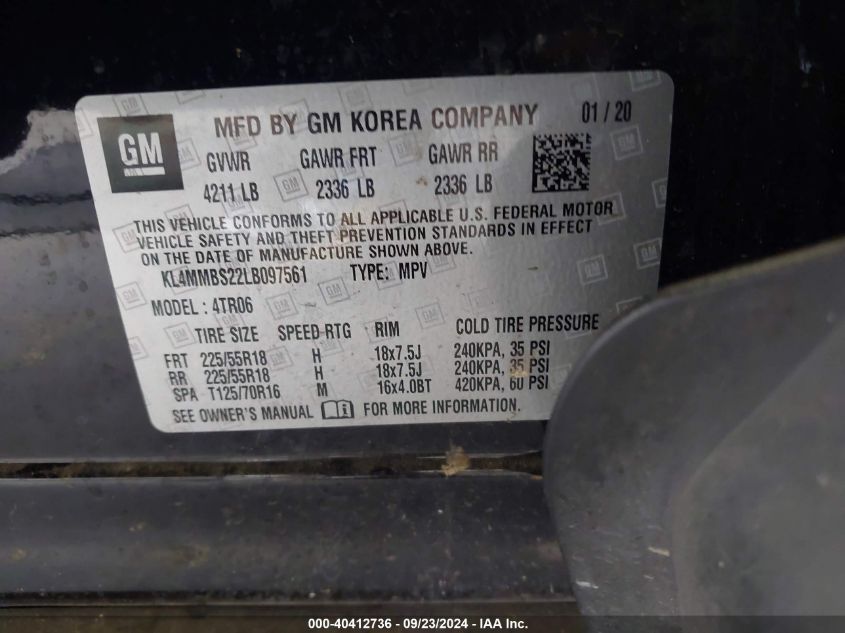 GM MFD BY GM KOREA COMPANY 01 / 20
GVWR GAWR FRT GAWR RR
4211 LB 2336 LB 2336 LB
THIS VEHICLE CONFORMS TO ALL APPLICABLE U.S. FEDERAL MOTOR
VEHICLE SAFETY AND THEFT PREVENTION STANDARDS IN EFFECT
ON THE DATE OF MANUFACTURE SHOWN ABOVE.
KL4MMBS22LB097561 TYPE: MPV
MODEL : 4TR06
TIRE SIZE SPEED RTG RIM COLD TIRE PRESSURE
FRT 225/55R18 H 18x7.5J 240KPA, 35 PSI
RR 225/55R18 H 18x7.5J 240KPA, 35 PSI
SPA T125/70R16 M 16x4.0BT 420KPA, 60 PSI
SEE OWNER'S MANUAL FOR MORE INFORMATION.
000-40412736 - 09/23/2024 - IAA Inc.